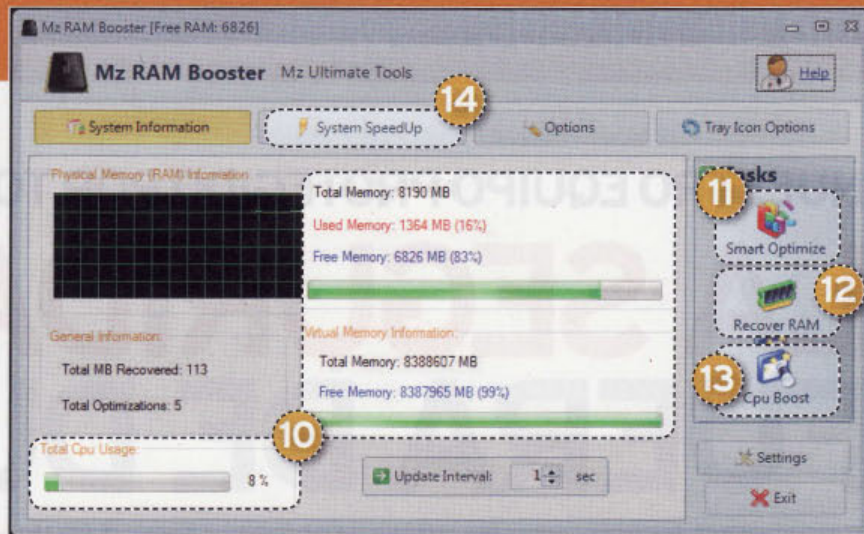 Mz RAM Booster [Free RAM: 6826]
Mz RAM Booster Mz Ultimate Tools
Help
14
System Information
System SpeedUp
Options
Tray Icon Options
Physical Memory (RAM) Information
Total Memory: 8190 MB
Used Memory: 1364 MB (16%)
Free Memory: 6826 MB (83%)
General Information:
Total MB Recovered: 113
Total Optimizations: 5
Virtual Memory Information:
Total Memory: 8388607 MB
Free Memory: 8387965 MB (99%)
10
Total Cpu Usage:
8 %
Update Interval: 1 sec
Tasks
11
Smart Optimize
12
Recover RAM
13
Cpu Boost
Settings
Exit